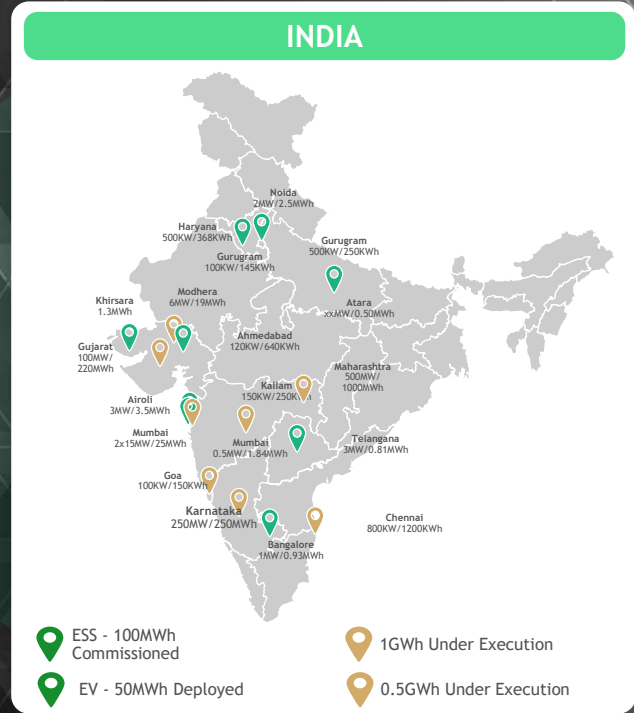 INDIA
Noida
2MW/2.5MWh
Haryana
500KW/368KWh
Gurugram
500KW/250KWh
Gurugram
100KW/145KWh
Modhera
6MW/19MWh
Atara
xxMW/0.50MWh
Khirsara
1.3MWh
Ahmedabad
120KW/640KWh
Gujarat
100MW/
220MWh
Maharashtra
500MW/
1000MWh
Kallam
150KW/250KWh
Airoli
3MW/3.5MWh
Mumbai
2x15MW/25MWh
Mumbai
0.5MW/1.84MWh
Telangana
3MW/0.81MWh
Goa
100KW/150KWh
Karnataka
250MW/250MWh
Chennai
800KW/1200KWh
Bangalore
1MW/0.93MWh
ESS - 100MWh
Commissioned
1GWh Under Execution
EV - 50MWh Deployed
0.5GWh Under Execution